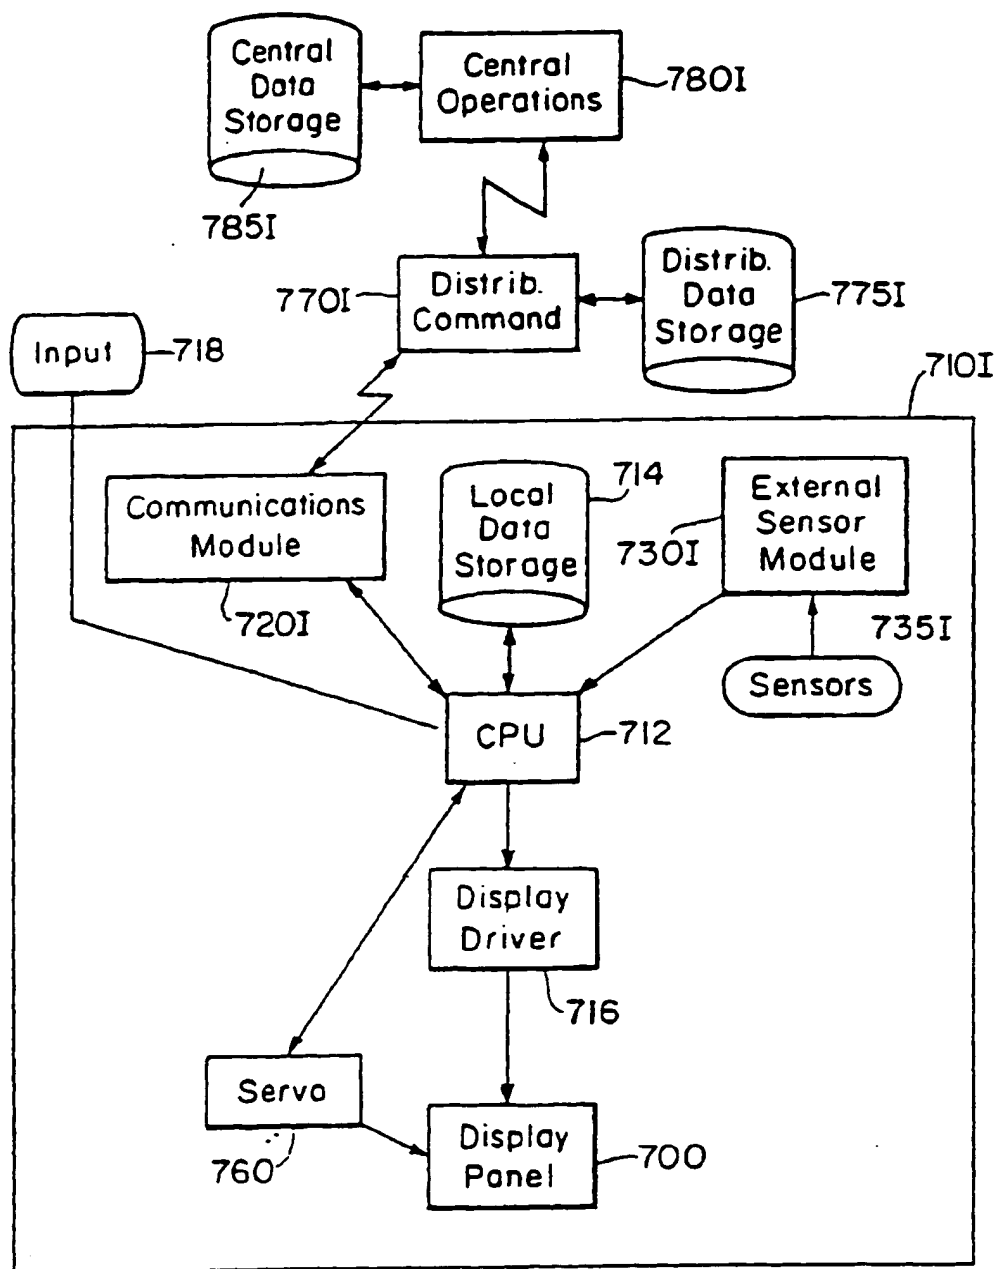 Central
Data
Storage
Central
Operations
780I
785I
770I
Distrib.
Command
Distrib.
Data
Storage
775I
Input
718
710I
Communications
Module
720I
Local
Data
Storage
714
730I
External
Sensor
Module
735I
Sensors
CPU
712
Display
Driver
716
Servo
760
Display
Panel
700